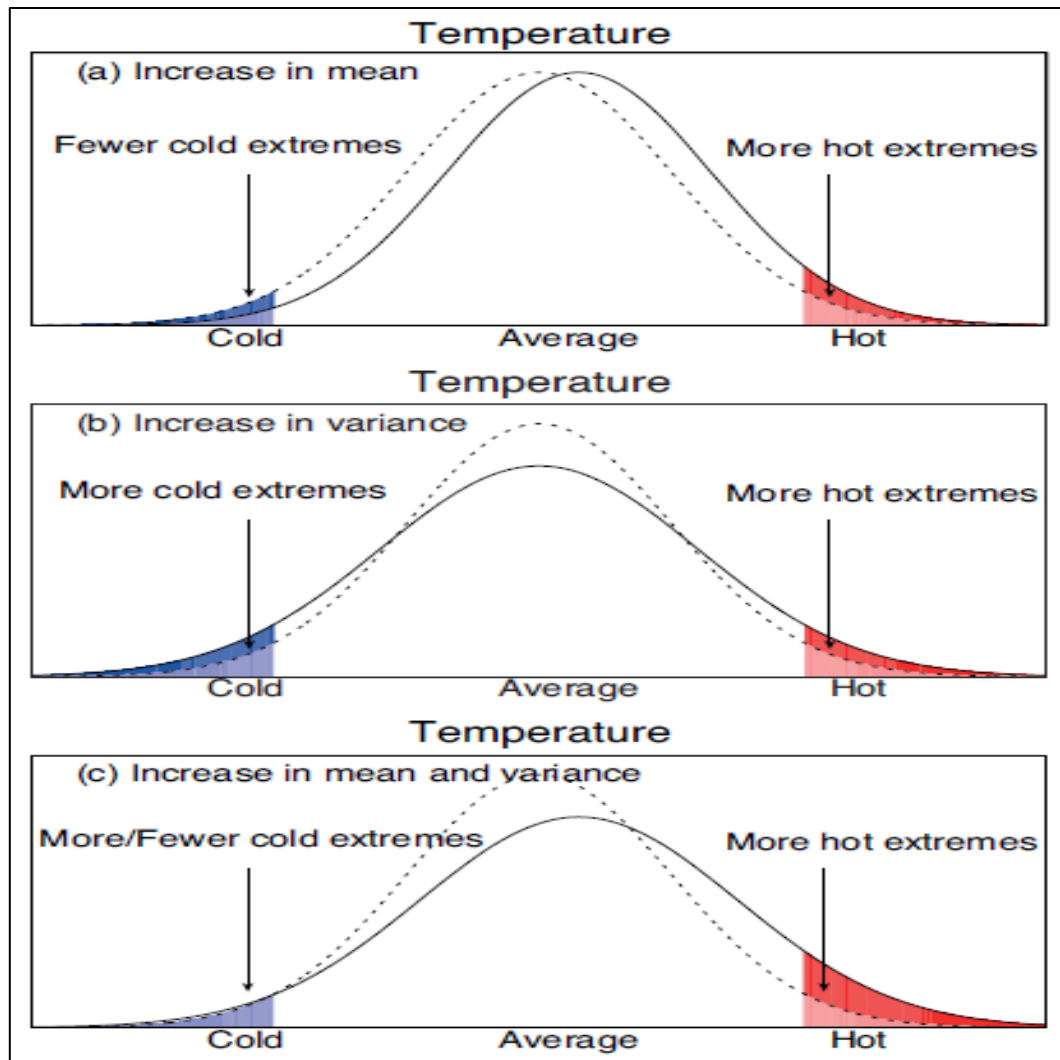 Temperature
(a) Increase in mean
Fewer cold extremes
More hot extremes
Cold
Average
Hot
Temperature
(b) Increase in variance
More cold extremes
More hot extremes
Cold
Average
Hot
Temperature
(c) Increase in mean and variance
More/Fewer cold extremes
More hot extremes
Cold
Average
Hot